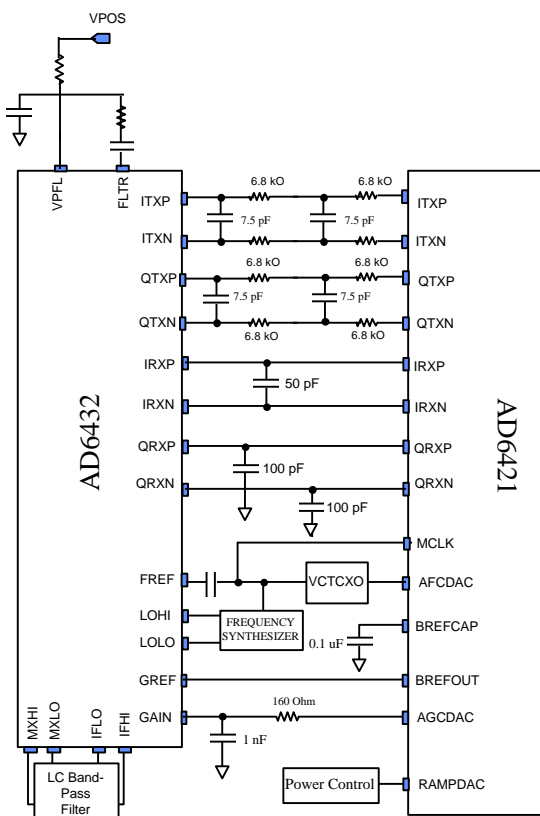 VPOS
VPFL
FLTR
ITXP
6.8 kO
6.8 kO
ITXP
7.5 pF
7.5 pF
ITXN
ITXN
QTXP
6.8 kO
6.8 kO
QTXP
7.5 pF
7.5 pF
QTXN
6.8 kO
6.8 kO
QTXN
IRXP
IRXP
50 pF
IRXN
IRXN
AD6432
AD6421
QRXP
QRXP
100 pF
QRXN
QRXN
100 pF
MCLK
FREF
VCTCXO
AFCDAC
LOHI
FREQUENCY
SYNTHESIZER
LOLO
BREFCAP
0.1 uF
GREF
BREFOUT
GAIN
160 Ohm
AGCDAC
1 nF
MXHI
MXLO
IFLO
IFHI
LC Band-
Pass
Filter
Power Control
RAMPDAC